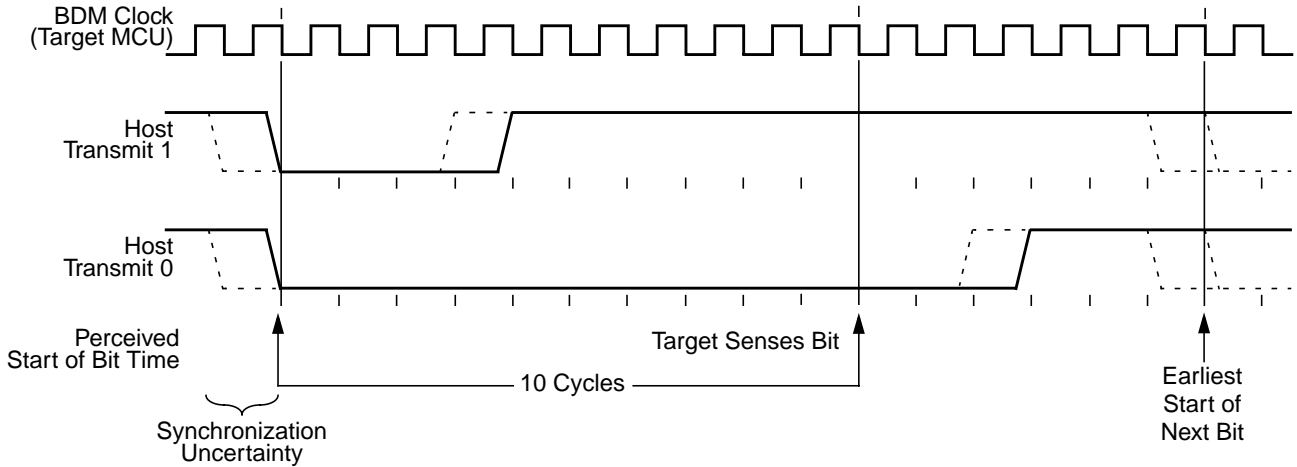 BDM Clock
(Target MCU)
Host
Transmit 1
Host
Transmit 0
Perceived
Start of Bit Time
Target Senses Bit
10 Cycles
Earliest
Start of
Next Bit
Synchronization
Uncertainty